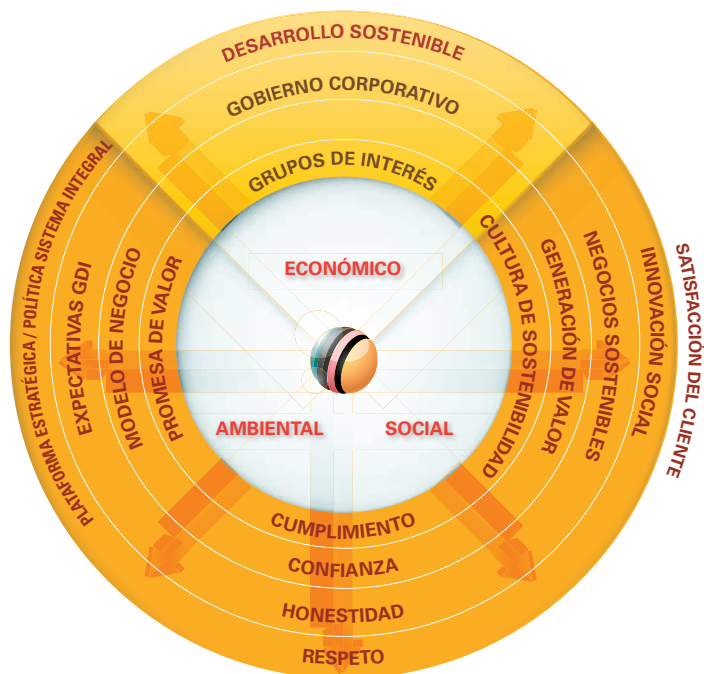 DESARROLLO SOSTENIBLE
GOBIERNO CORPORATIVO
GRUPOS DE INTERÉS
PLATAFORMA ESTRATÉGICA / POLÍTICA SISTEMA INTEGRAL
EXPECTATIVAS GDI
MODELO DE NEGOCIO
PROMESA DE VALOR
ECONÓMICO
AMBIENTAL
SOCIAL
CULTURA DE SOSTENIBILIDAD
GENERACIÓN DE VALOR
NEGOCIOS SOSTENIBLES
INNOVACIÓN SOCIAL
SATISFACCIÓN DEL CLIENTE
CUMPLIMIENTO
CONFIANZA
HONESTIDAD
RESPETO